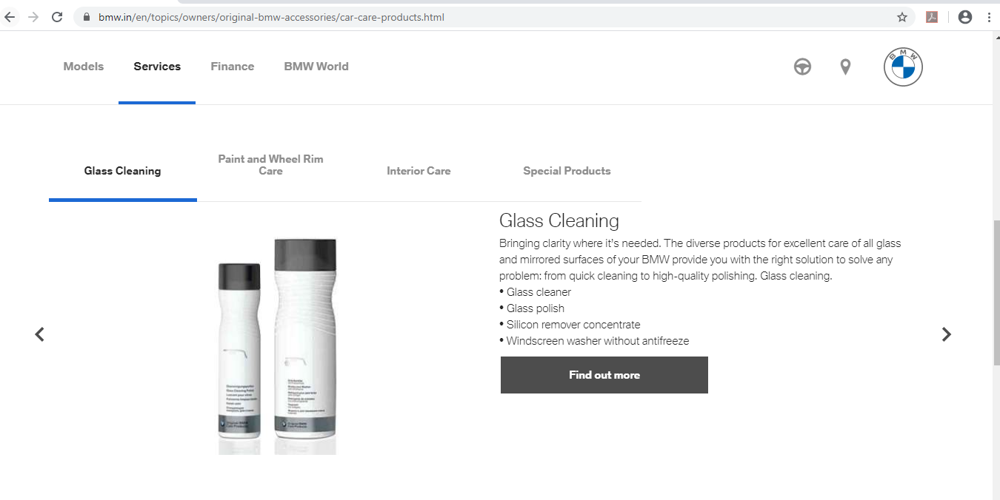 bmw.in/en/topics/owners/original-bmw-accessories/car-care-products.html
Models Services Finance BMW World
BMW
Glass Cleaning
Paint and Wheel Rim
Care
Interior Care
Special Products
Glass Cleaning
Bringing clarity where it's needed. The diverse products for excellent care of all glass
and mirrored surfaces of your BMW provide you with the right solution to solve any
problem: from quick cleaning to high-quality polishing. Glass cleaning.
• Glass cleaner
• Glass polish
• Silicon remover concentrate
• Windscreen washer without antifreeze
Find out more